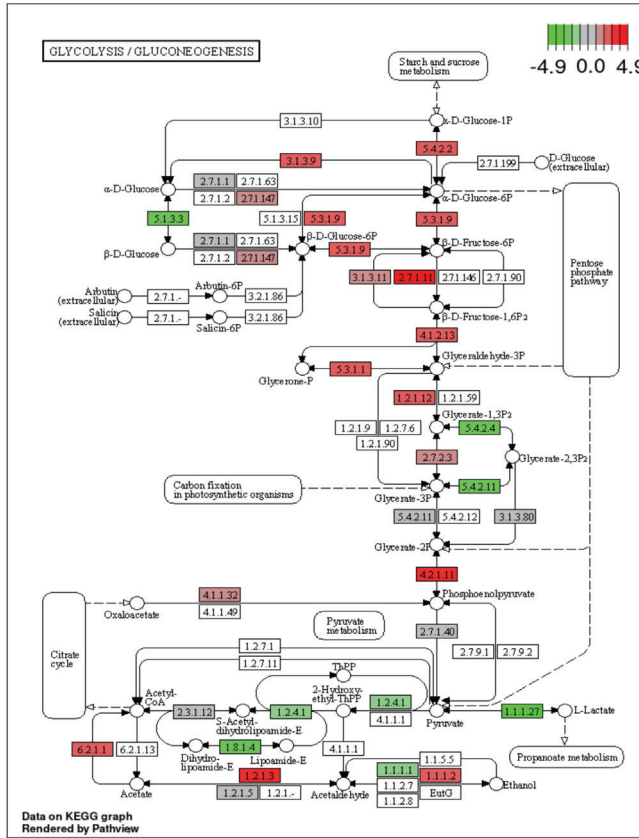 GLYCOLYSIS / GLUCONEOGENESIS
-4.9 0.0 4.9
Starch and sucrose
metabolism
3.1.3.10
α-D-Glucose-1P
3.1.3.9
5.4.2.2
2.7.1.199
D-Glucose
(extracellular)
α-D-Glucose
2.7.1.1
2.7.1.63
2.7.1.2
2.7.1.147
α-D-Glucose-6P
5.1.3.3
5.1.3.15
5.3.1.9
5.3.1.9
β-D-Glucose-6P
β-D-Glucose
2.7.1.1
2.7.1.63
2.7.1.2
2.7.1.147
5.3.1.9
β-D-Fructose-6P
Pentose
phosphate
pathway
3.1.3.11
2.7.1.11
2.7.1.146
2.7.1.90
Arbutin
(extracellular)
2.7.1.-
Arbutin-6P
3.2.1.86
Salicin
(extracellular)
2.7.1.-
Salicin-6P
3.2.1.86
β-D-Fructose-1,6P2
4.1.2.13
Glyceraldehyde-3P
Glycerone-P
5.3.1.1
1.2.1.12
1.2.1.59
1.2.1.9
1.2.7.6
1.2.1.90
Glycerate-1,3P2
5.4.2.4
2.7.2.3
Glycerate-2,3P2
Carbon fixation
in photosynthetic organisms
5.4.2.11
Glycerate-3P
5.4.2.11
5.4.2.12
3.1.3.80
Glycerate-2P
4.2.1.11
4.1.1.32
4.1.1.49
Oxaloacetate
Phosphoenolpyruvate
Pyruvate
metabolism
2.7.1.40
Citrate
cycle
1.2.7.1
1.2.7.11
2.7.9.1
2.7.9.2
ThPP
Acetyl-
CoA
2.3.1.12
S-Acetyl-
dihydrolipoamide-E
1.2.4.1
2-Hydroxy-
ethyl-ThPP
1.2.4.1
4.1.1.1
Pyruvate
1.1.1.27
L-Lactate
6.2.1.1
6.2.1.13
1.8.1.4
Dihydro-
lipoamide-E
Lipoamide-E
4.1.1.1
Propanoate metabolism
1.2.1.3
1.2.1.5
1.2.1.-
Acetate
Acetaldehyde
1.1.1.1
1.1.1.2
1.1.2.7
1.1.2.8
1.1.5.5
EutG
Ethanol
Data on KEGG graph
Rendered by Pathview